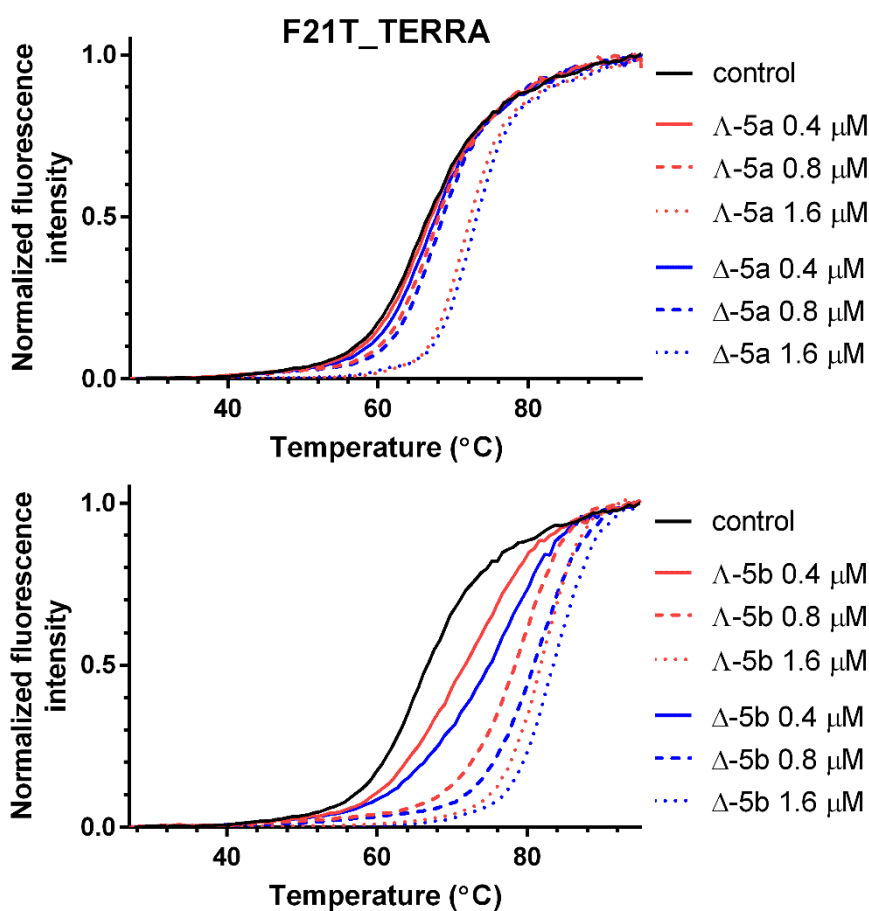 F21T_TERRA
Normalized fluorescence
intensity
1.0
0.5
0.0
40
60
80
Temperature (°C)
control
Λ-5a 0.4 μM
Λ-5a 0.8 μM
Λ-5a 1.6 μM
Δ-5a 0.4 μM
Δ-5a 0.8 μM
Δ-5a 1.6 μM
Normalized fluorescence
intensity
1.0
0.5
0.0
40
60
80
Temperature (°C)
control
Λ-5b 0.4 μM
Λ-5b 0.8 μM
Λ-5b 1.6 μM
Δ-5b 0.4 μM
Δ-5b 0.8 μM
Δ-5b 1.6 μM